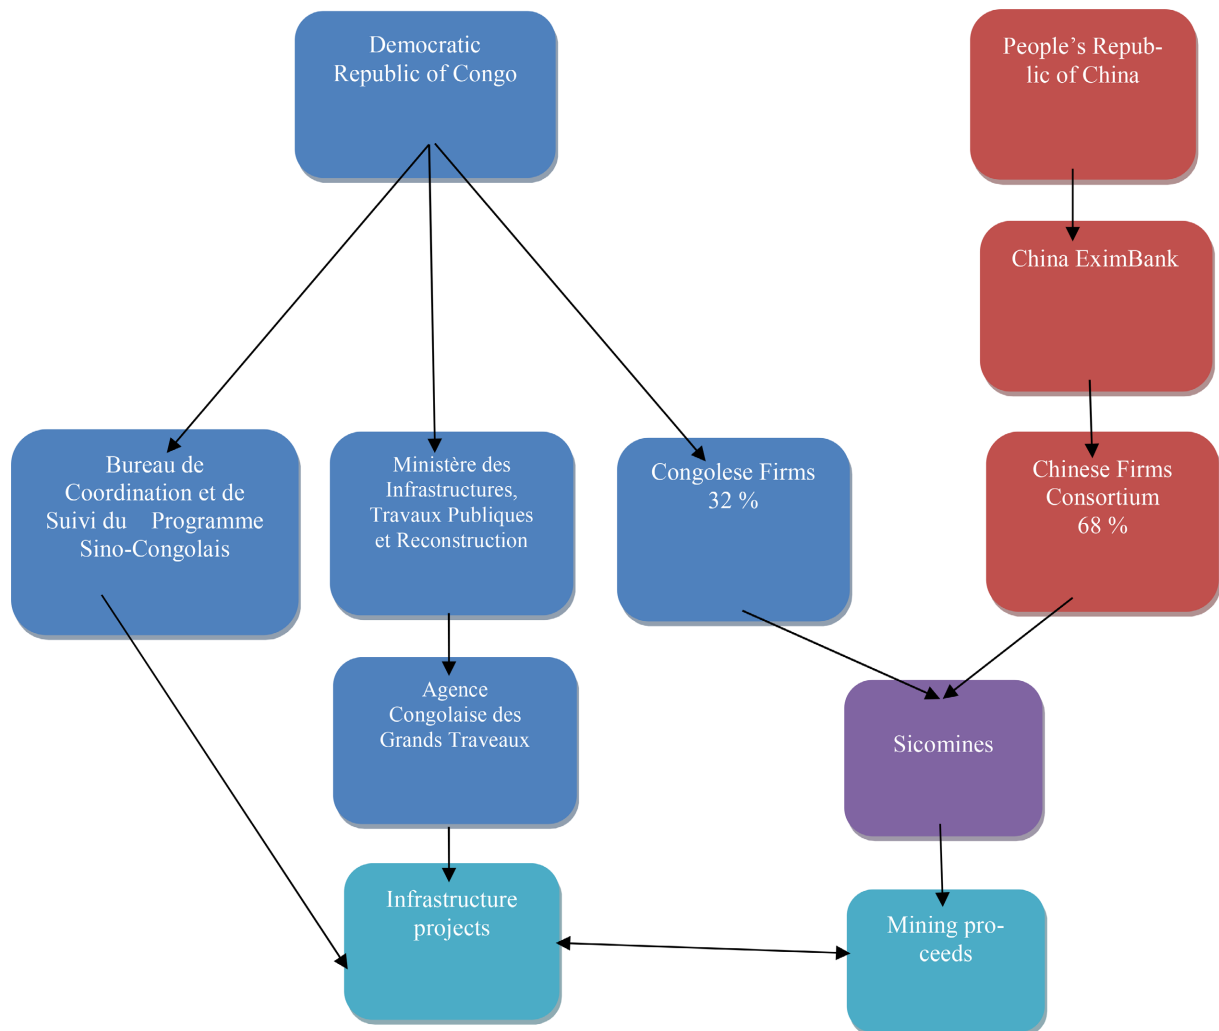 Democratic
Republic of Congo
People's Repub-
lic of China
China EximBank
Bureau de
Coordination et de
Suivi du Programme
Sino-Congolais
Ministère des
Infrastructures,
Travaux Publiques
et Reconstruction
Congolese Firms
32 %
Chinese Firms
Consortium
68 %
Agence
Congolaise des
Grands Traveaux
Sicomines
Infrastructure
projects
Mining pro-
ceeds